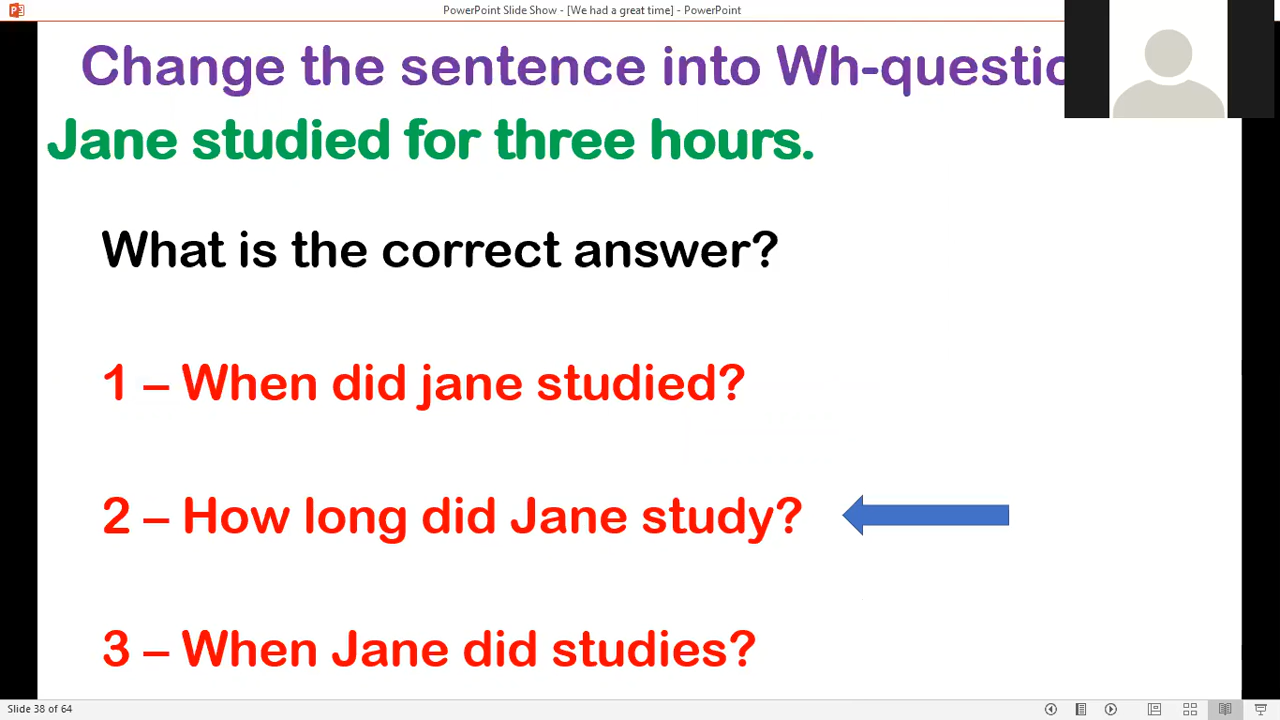 PowerPoint Slide Show - [We had a great time] - PowerPoint
Change the sentence into Wh-questio
Jane studied for three hours.
What is the correct answer?
1 – When did jane studied?
2 – How long did Jane study?
3 – When Jane did studies?
Slide 38 of 64